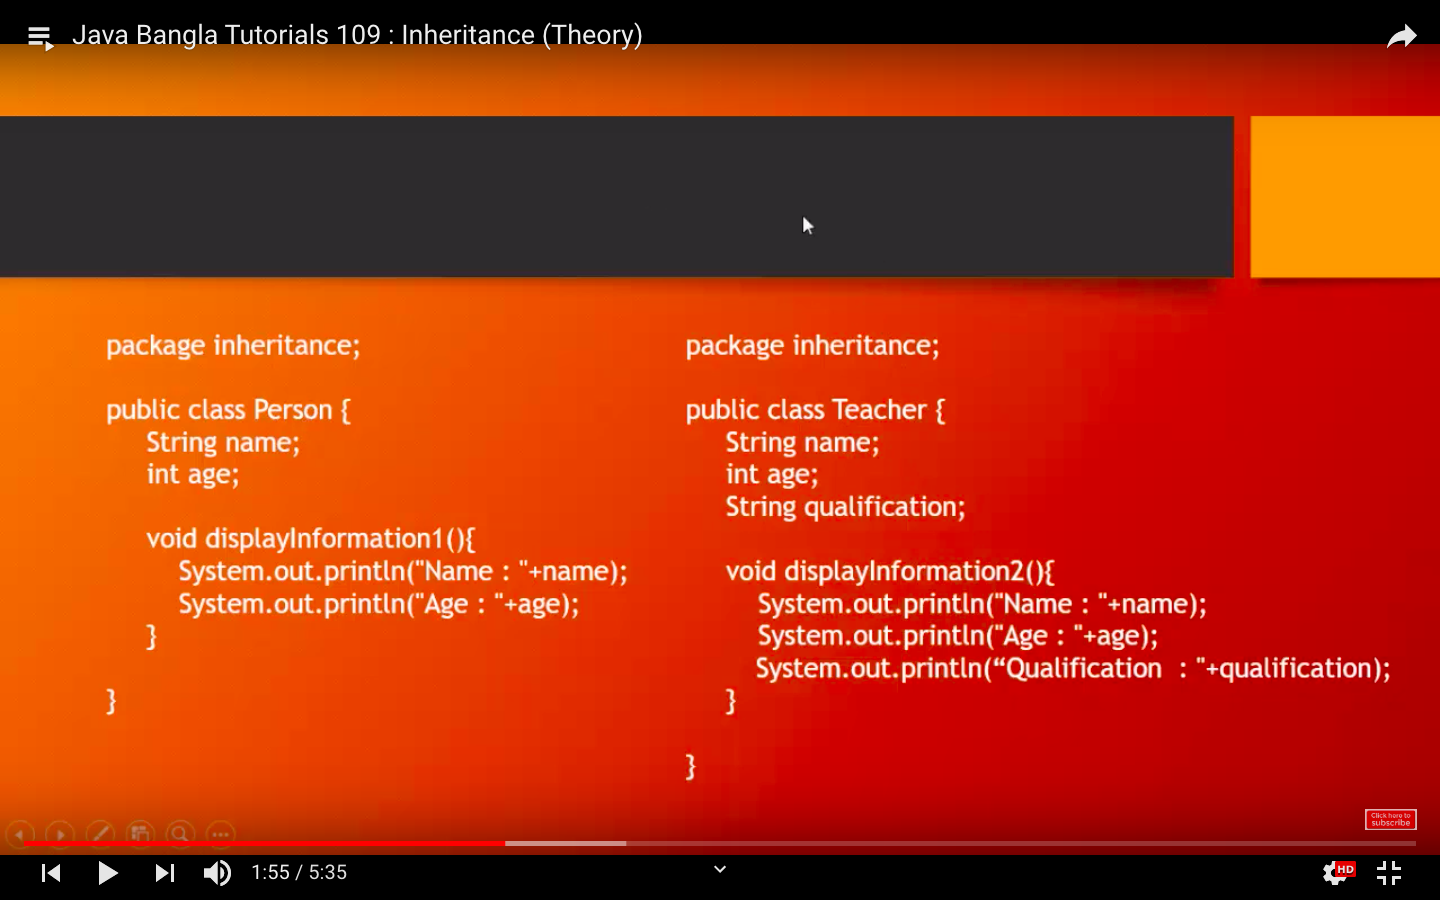 Java Bangla Tutorials 109 : Inheritance (Theory)
package inheritance;
public class Person {
String name;
int age;
void displayInformation1(){
System.out.println("Name : "+name);
System.out.println("Age : "+age);
}
}
package inheritance;
public class Teacher {
String name;
int age;
String qualification;
void displayInformation2(){
System.out.println("Name : "+name);
System.out.println("Age : "+age);
System.out.println(“Qualification  : "+qualification);
}
}
Click here to
subscribe
1:55 / 5:35
HD